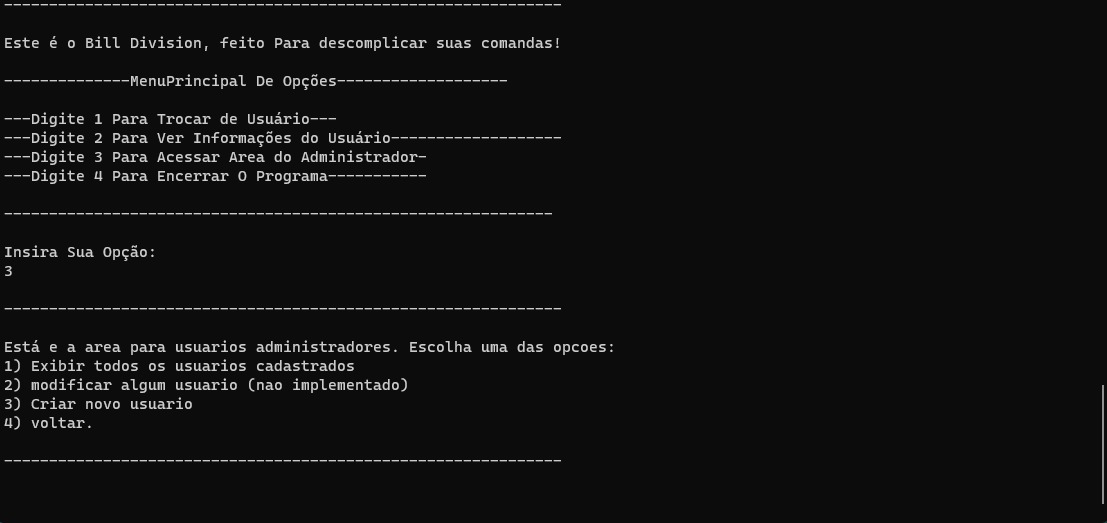 --------------------------------------------------------------
Este é o Bill Division, feito Para descomplicar suas comandas!
--------------MenuPrincipal De Opções-------------------
---Digite 1 Para Trocar de Usuário---
---Digite 2 Para Ver Informações do Usuário-------------------
---Digite 3 Para Acessar Area do Administrador-
---Digite 4 Para Encerrar O Programa-----------
-------------------------------------------------------------
Insira Sua Opção:
3
--------------------------------------------------------------
Está e a area para usuarios administradores. Escolha uma das opcoes:
1) Exibir todos os usuarios cadastrados
2) modificar algum usuario (nao implementado)
3) Criar novo usuario
4) voltar.
--------------------------------------------------------------